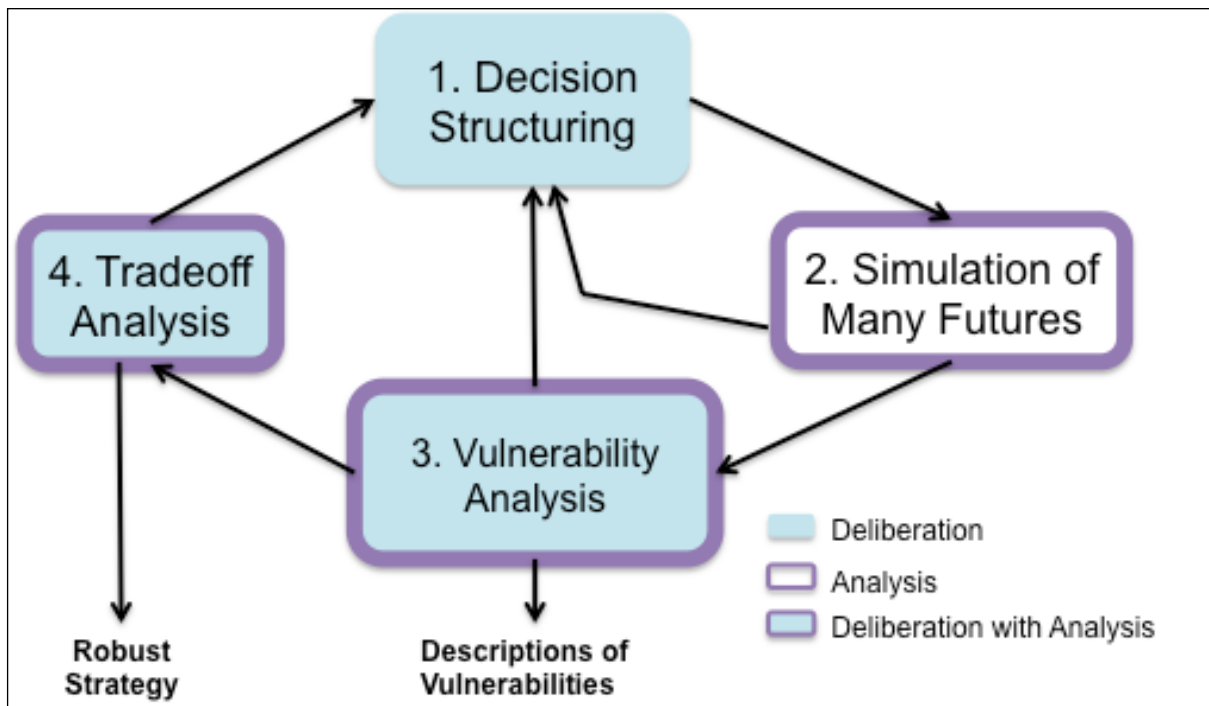 1. Decision
Structuring
4. Tradeoff
Analysis
2. Simulation of
Many Futures
3. Vulnerability
Analysis
Deliberation
Analysis
Deliberation with Analysis
Robust
Strategy
Descriptions of
Vulnerabilities